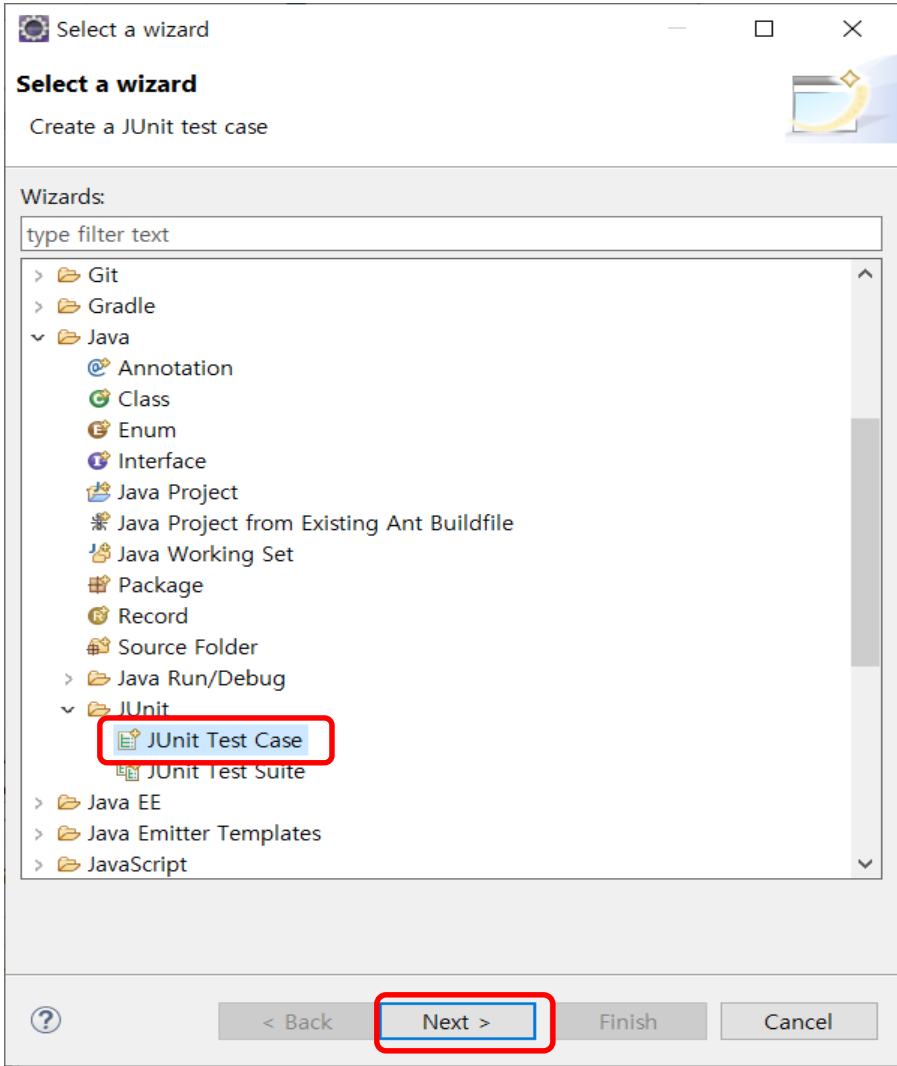 Select a wizard
Select a wizard
Create a JUnit test case
Wizards:
type filter text
Git
Gradle
Java
Annotation
Class
Enum
Interface
Java Project
Java Project from Existing Ant Buildfile
Java Working Set
Package
Record
Source Folder
Java Run/Debug
JUnit
JUnit Test Case
JUnit Test Suite
Java EE
Java Emitter Templates
JavaScript
< Back Next > Finish Cancel